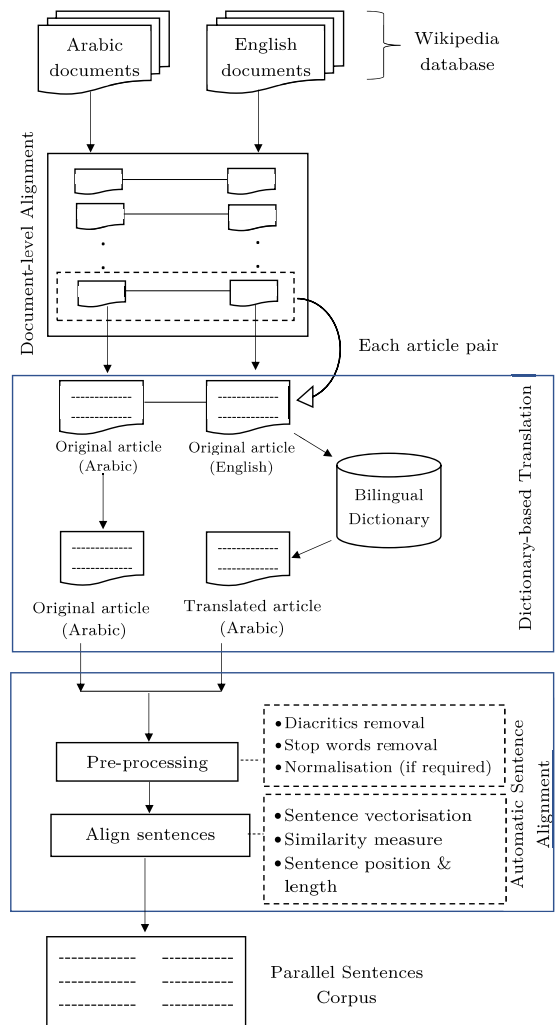 Arabic
documents
English
documents
Wikipedia
database
Document-level Alignment
Each article pair
Original article
(Arabic)
Original article
(English)
Bilingual
Dictionary
Dictionary-based Translation
Original article
(Arabic)
Translated article
(Arabic)
Pre-processing
•Diacritics removal
•Stop words removal
•Normalisation (if required)
Align sentences
•Sentence vectorisation
•Similarity measure
•Sentence position &
length
Automatic Sentence
Alignment
Parallel Sentences
Corpus